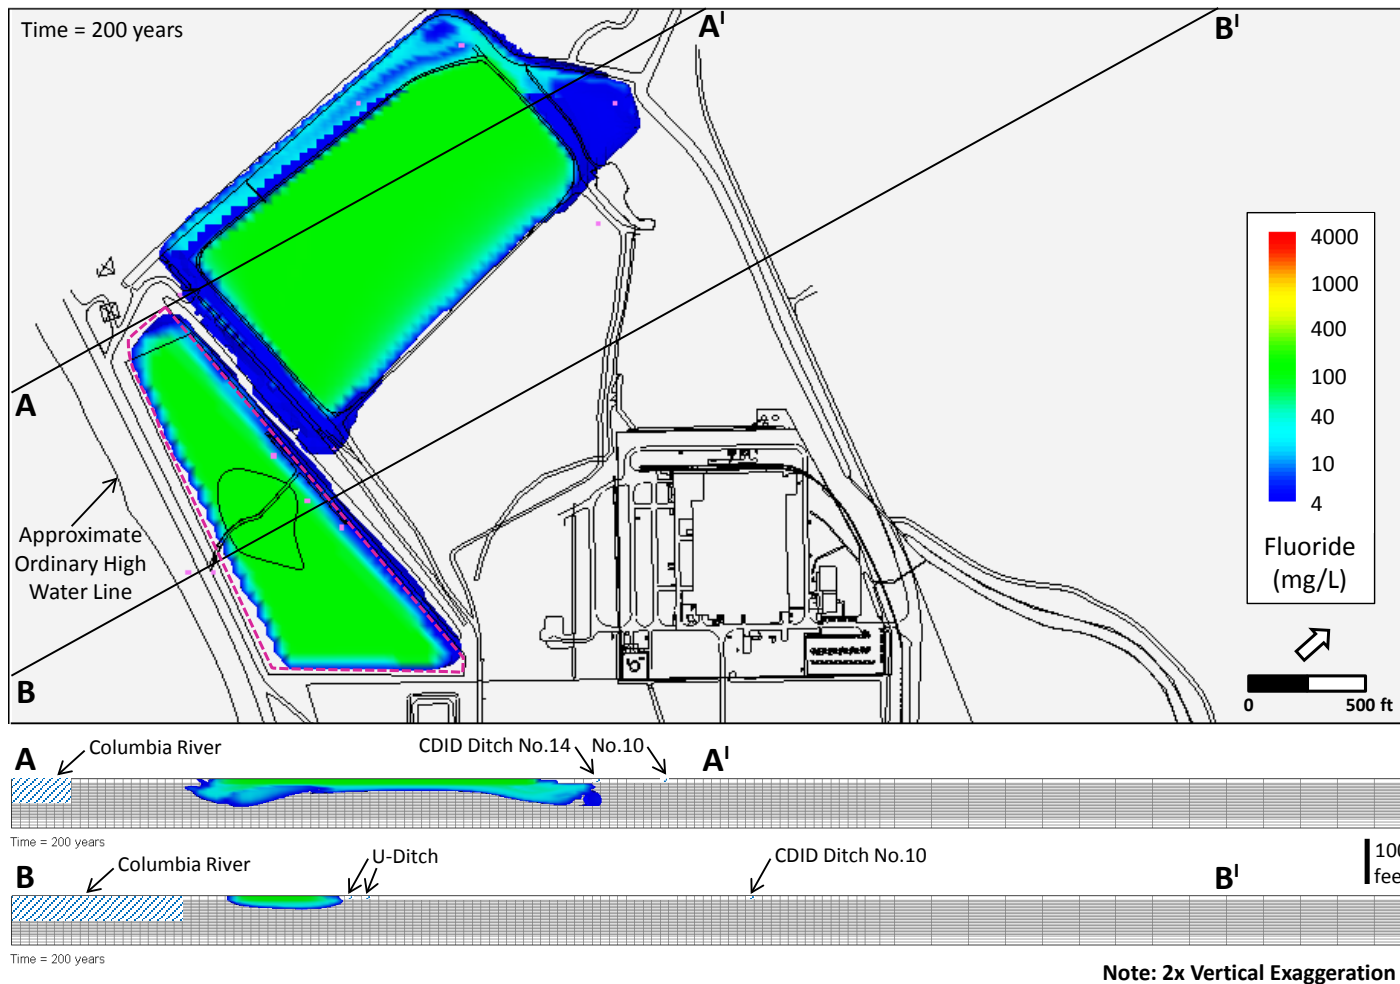 Time = 200 years
A'
B'
4000
1000
400
100
40
10
4
Fluoride
(mg/L)
0 500 ft
A
Approximate
Ordinary High
Water Line
B
A Columbia River CDID Ditch No.14 No.10 A'
Time = 200 years
100
B Columbia River U-Ditch CDID Ditch No.10 B'
Time = 200 years
Note: 2x Vertical Exaggeration